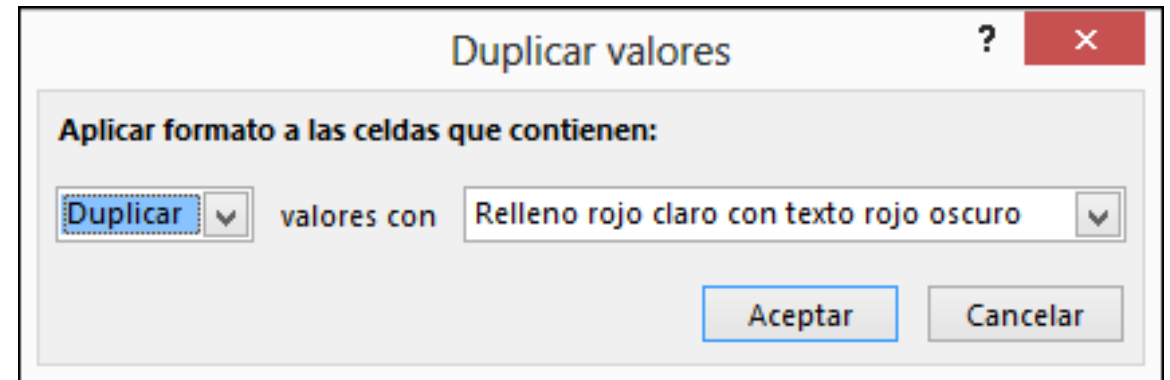 Duplicar valores ?
Aplicar formato a las celdas que contienen:
Duplicar valores con Relleno rojo claro con texto rojo oscuro
Aceptar Cancelar